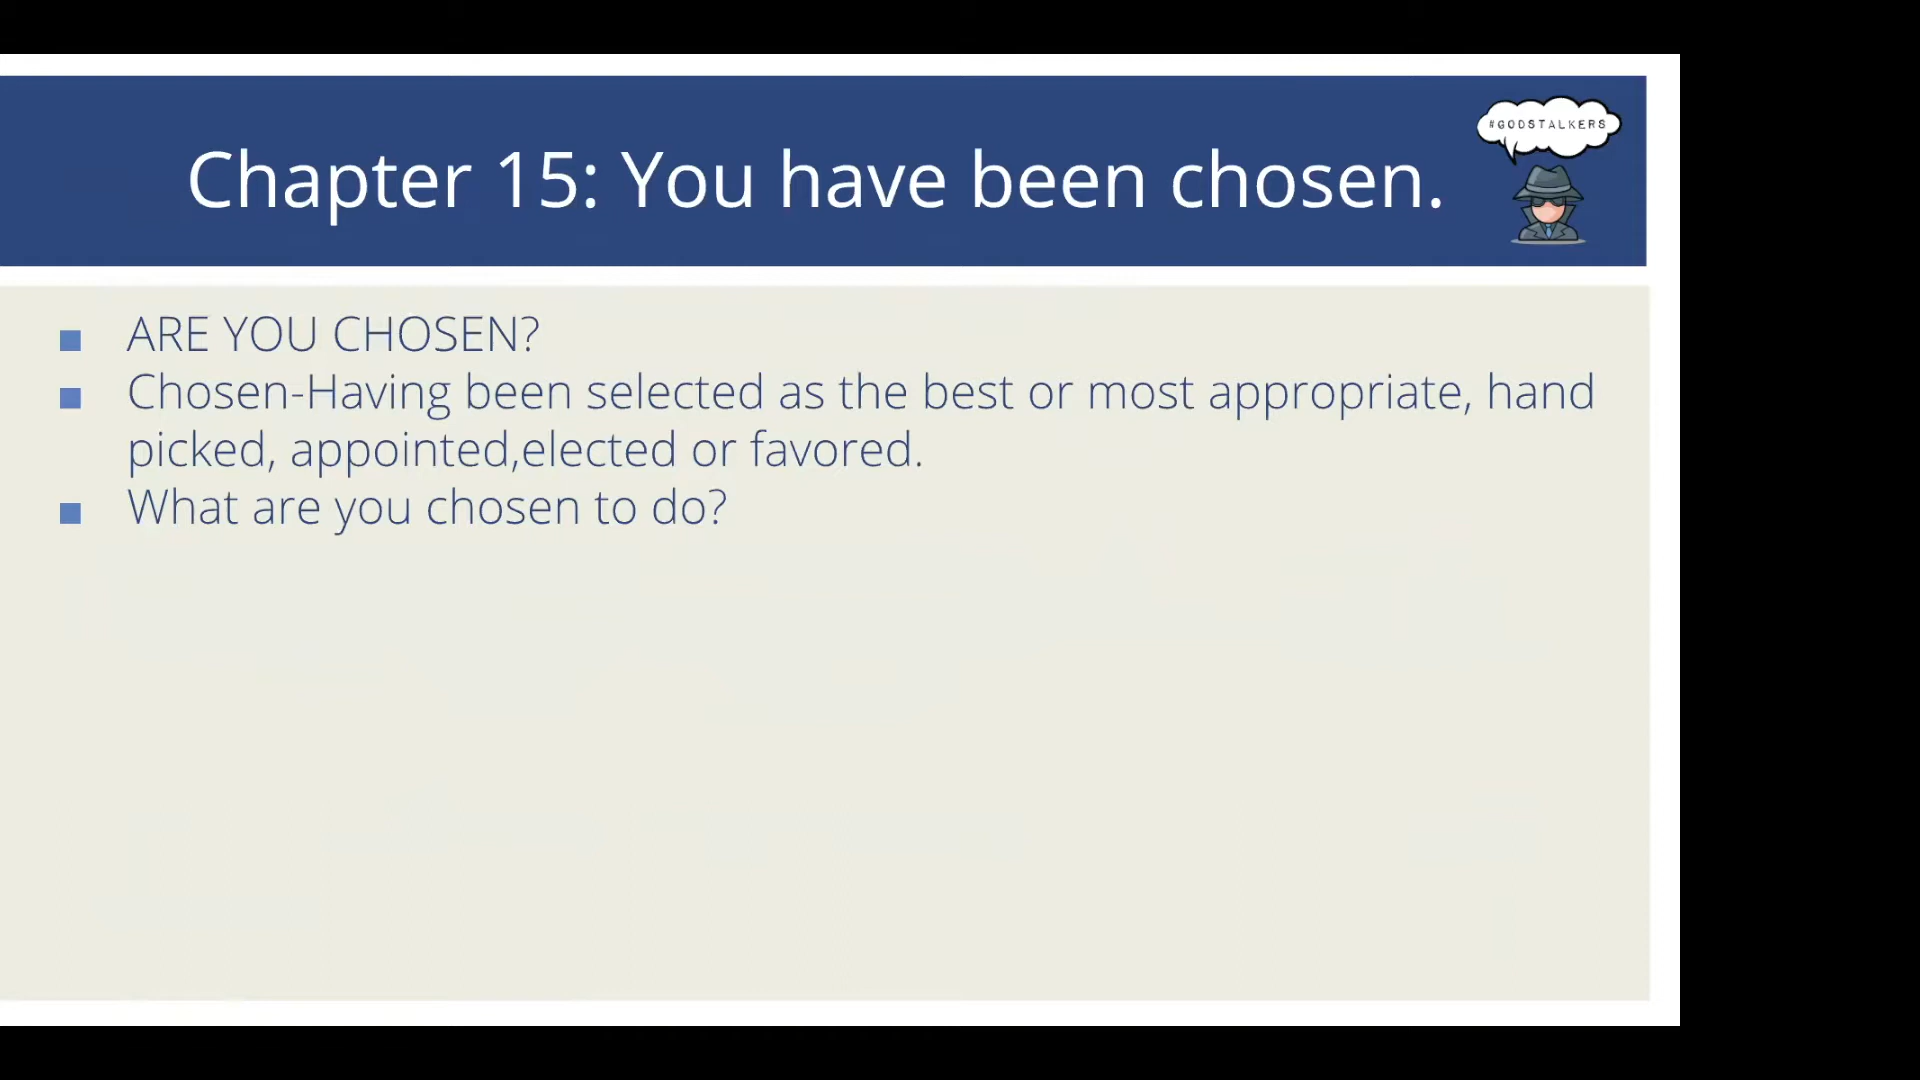 #GODSTALKERS
Chapter 15: You have been chosen.
ARE YOU CHOSEN?
Chosen-Having been selected as the best or most appropriate, hand
picked, appointed,elected or favored.
What are you chosen to do?